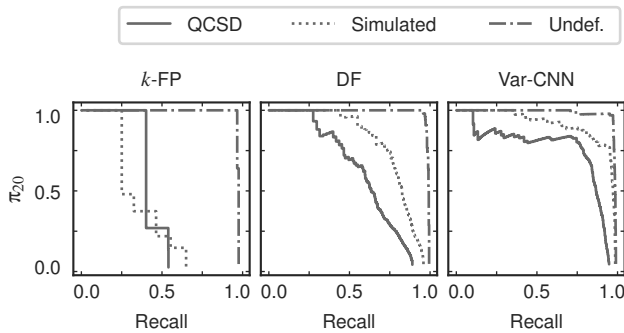 QCSD Simulated Undef.
k-FP DF Var-CNN
1.0
0.5
0.0
π20
0.0 0.5 1.0 0.0 0.5 1.0 0.0 0.5 1.0
Recall Recall Recall